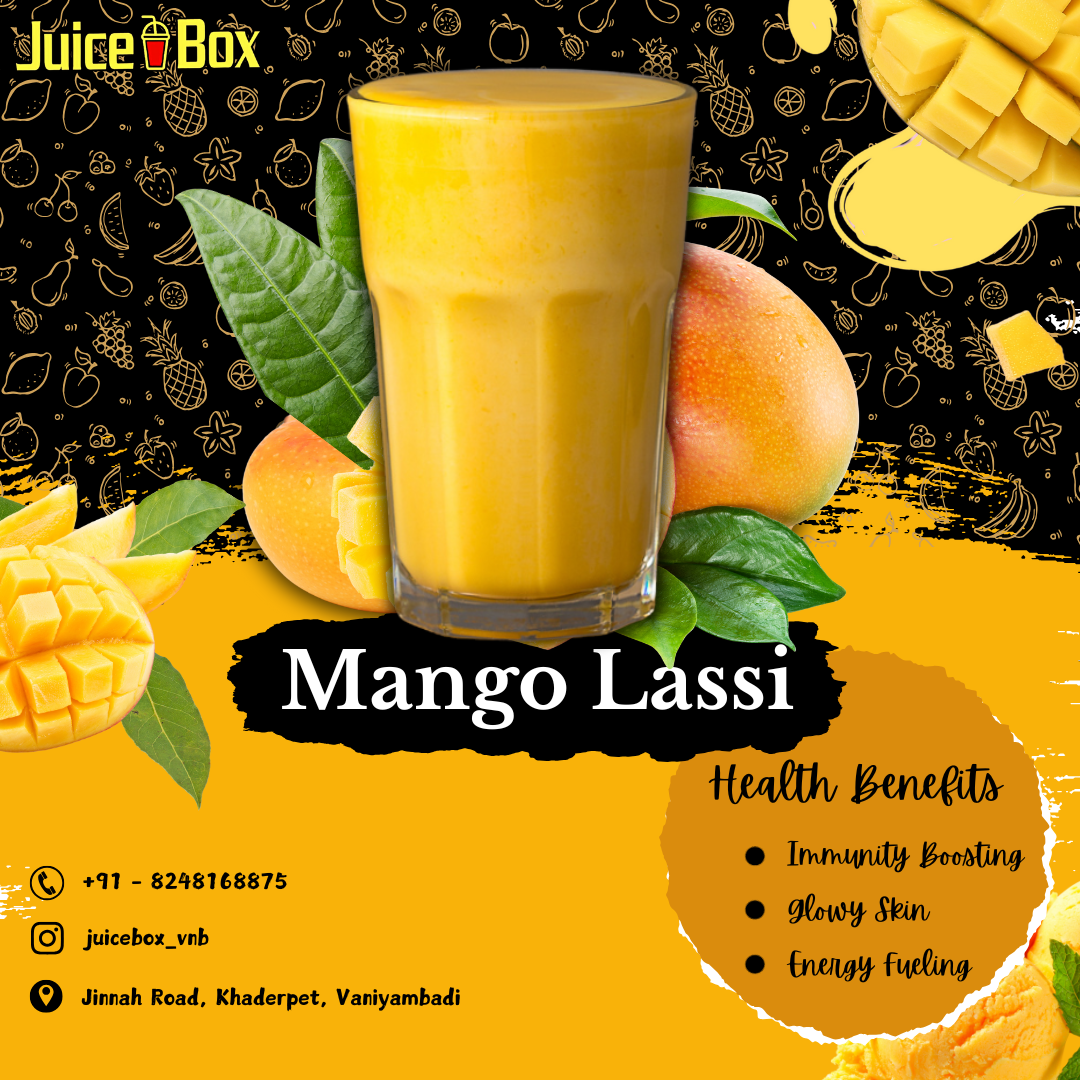 Juice Box
Mango Lassi
Health Benefits
Immunity Boosting
Glowy Skin
Energy Fueling
+91 - 8248168875
juicebox_vnb
Jinnah Road, Khaderpet, Vaniyambadi